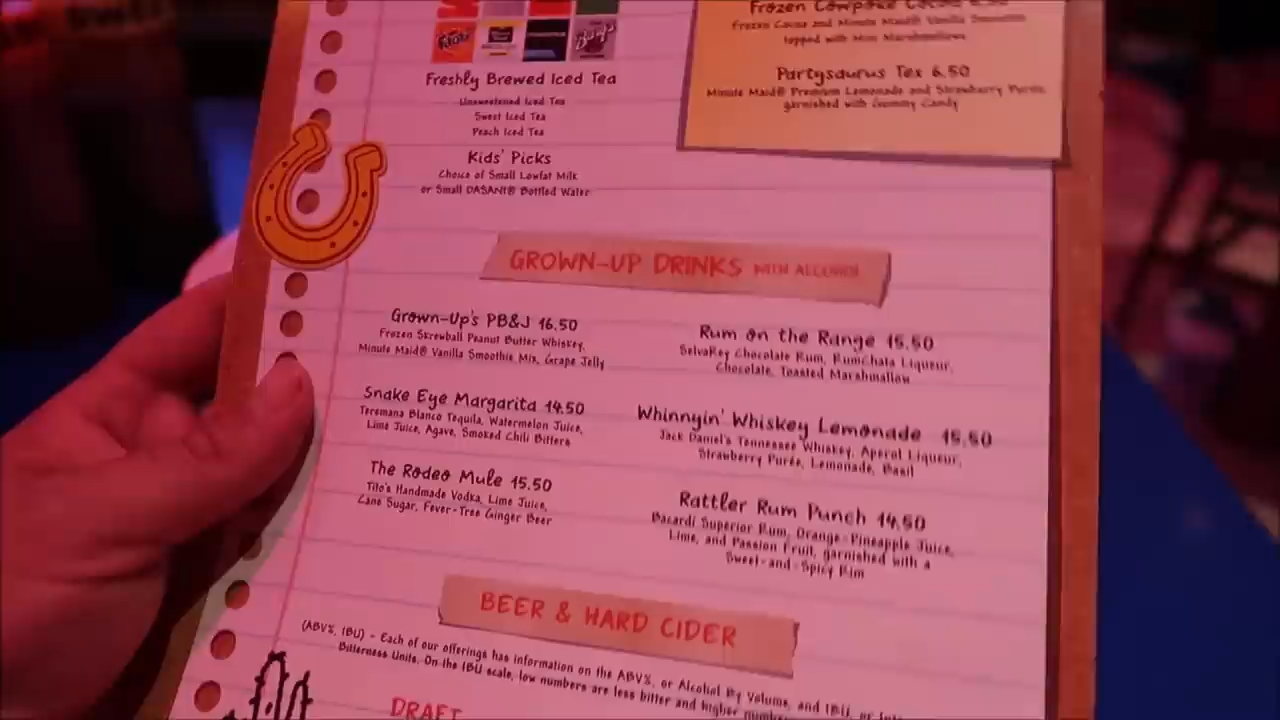 Fanta
Barq's
Freshly Brewed Iced Tea
Unsweetened Iced Tea
Sweet Iced Tea
Peach Iced Tea
Kids' Picks
Choice of Small Lowfat Milk
or Small DASANI® Bottled Water
Frozen Cowpoke Cocoa 6.50
Frozen Cocoa and Minute Maid® Vanilla Smoothie
topped with Mini Marshmallows
Partysaurus Tex 6.50
Minute Maid® Premium Lemonade and Strawberry Purée,
garnished with Gummy Candy
GROWN-UP DRINKS WITH ALCOHOL
Grown-Up's PB&J 16.50
Frozen Skrewball Peanut Butter Whiskey,
Minute Maid® Vanilla Smoothie Mix, Grape Jelly
Snake Eye Margarita 14.50
Teremana Blanco Tequila, Watermelon Juice,
Lime Juice, Agave, Smoked Chili Bitters
The Rodeo Mule 15.50
Tito's Handmade Vodka, Lime Juice,
Cane Sugar, Fever-Tree Ginger Beer
Rum on the Range 15.50
SelvaRey Chocolate Rum, RumChata Liqueur,
Chocolate, Toasted Marshmallow
Whinnyin' Whiskey Lemonade 15.50
Jack Daniel's Tennessee Whiskey, Aperol Liqueur,
Strawberry Purée, Lemonade, Basil
Rattler Rum Punch 14.50
Bacardi Superior Rum, Orange-Pineapple Juice,
Lime, and Passion Fruit, garnished with a
Sweet-and-Spicy Rim
BEER & HARD CIDER
(ABV%, IBU) - Each of our offerings has information on the ABV%, or Alcohol By Volume, and IBU, or
Bitterness Units. On the IBU scale, low numbers are less bitter and higher
DRAFT